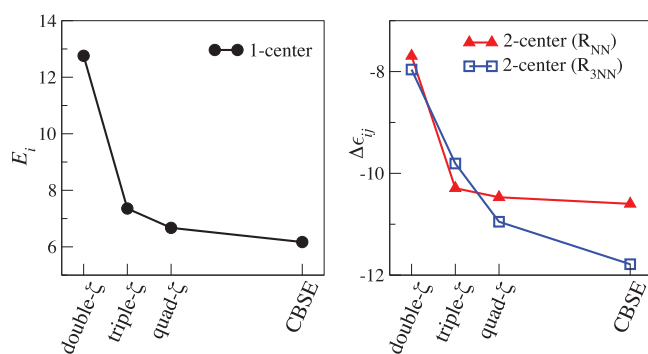 14
12
10
8
6
E_i
1-center
double-ζ
triple-ζ
quad-ζ
CBSE
-8
-10
-12
Δϵ_ij
2-center (R_NN)
2-center (R_3NN)
double-ζ
triple-ζ
quad-ζ
CBSE